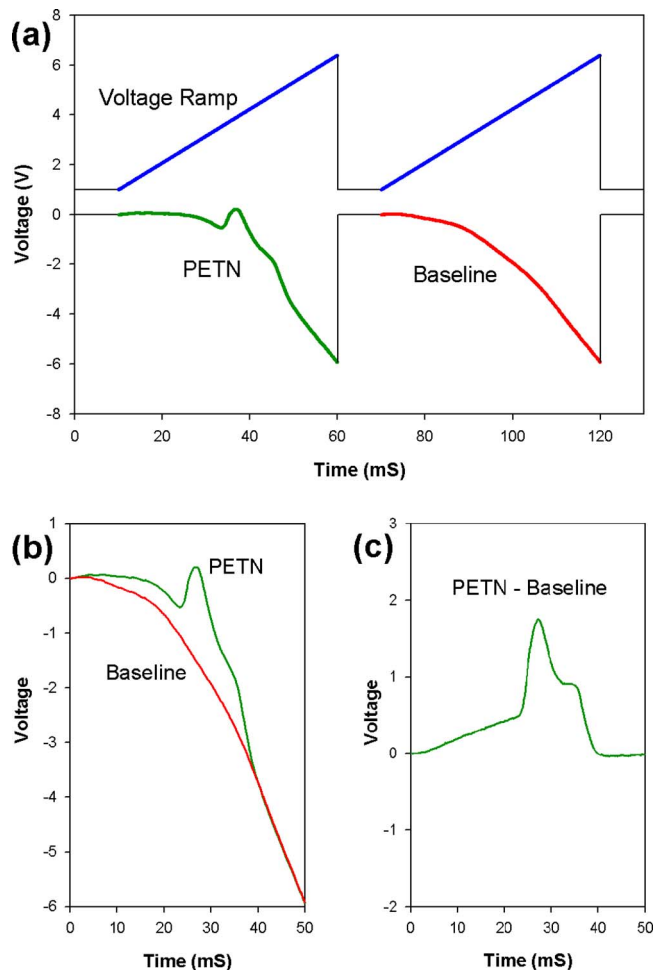 (a)
8
6
4
2
0
-2
-4
-6
-8
Voltage (V)
Voltage Ramp
PETN
Baseline
0 20 40 60 80 100 120
Time (mS)
(b)
1
0
-1
-2
-3
-4
-5
-6
Voltage
PETN
Baseline
0 10 20 30 40 50
Time (mS)
(c)
3
2
1
0
-1
-2
Voltage
PETN - Baseline
0 10 20 30 40 50
Time (mS)